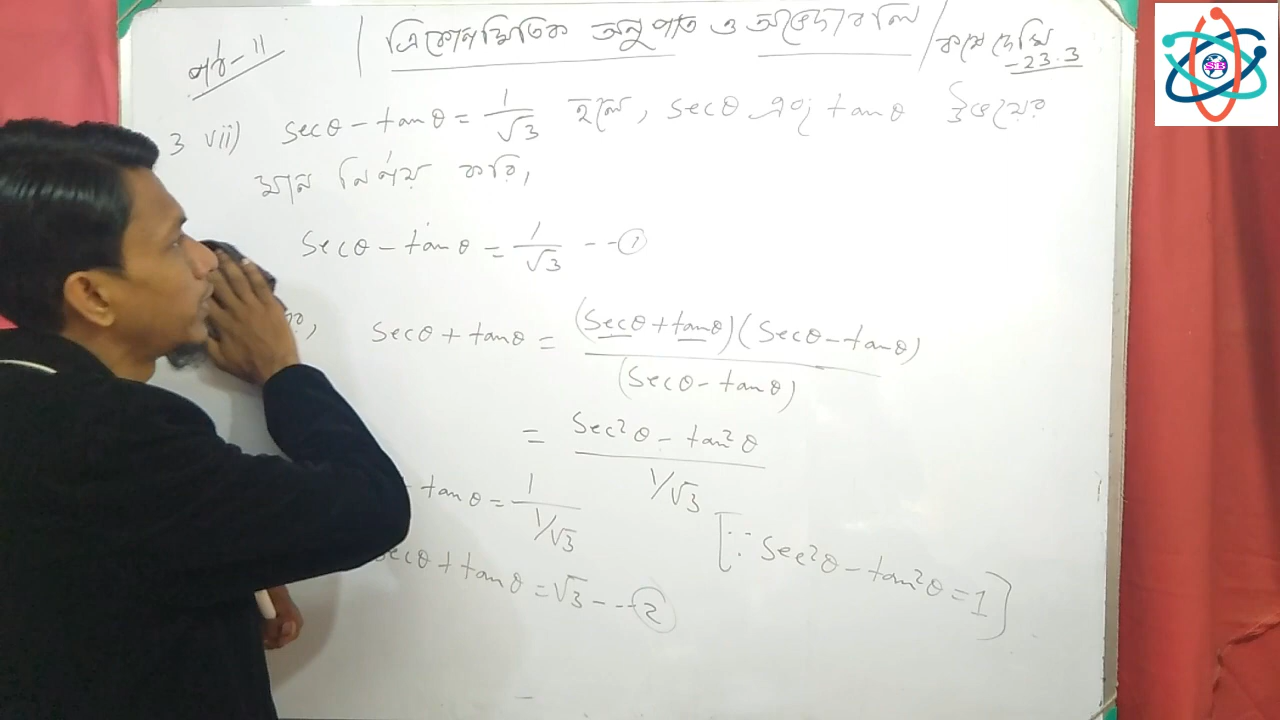 পর্ব-11
ত্রিকোণমিতিক অনুপাত ও অভেদাবলি / কষে দেখি -23.3
3 vii) secθ - tanθ = 1/√3 হলে, secθ এবং tanθ উভয়ের
মান নির্ণয় করি,
secθ - tanθ = 1/√3 --- ①
secθ + tanθ = (secθ + tanθ)(secθ - tanθ) / (secθ - tanθ)
= sec²θ - tan²θ / 1/√3
tanθ = 1 / 1/√3
[∵ sec²θ - tan²θ = 1]
secθ + tanθ = √3 --- ②
SB